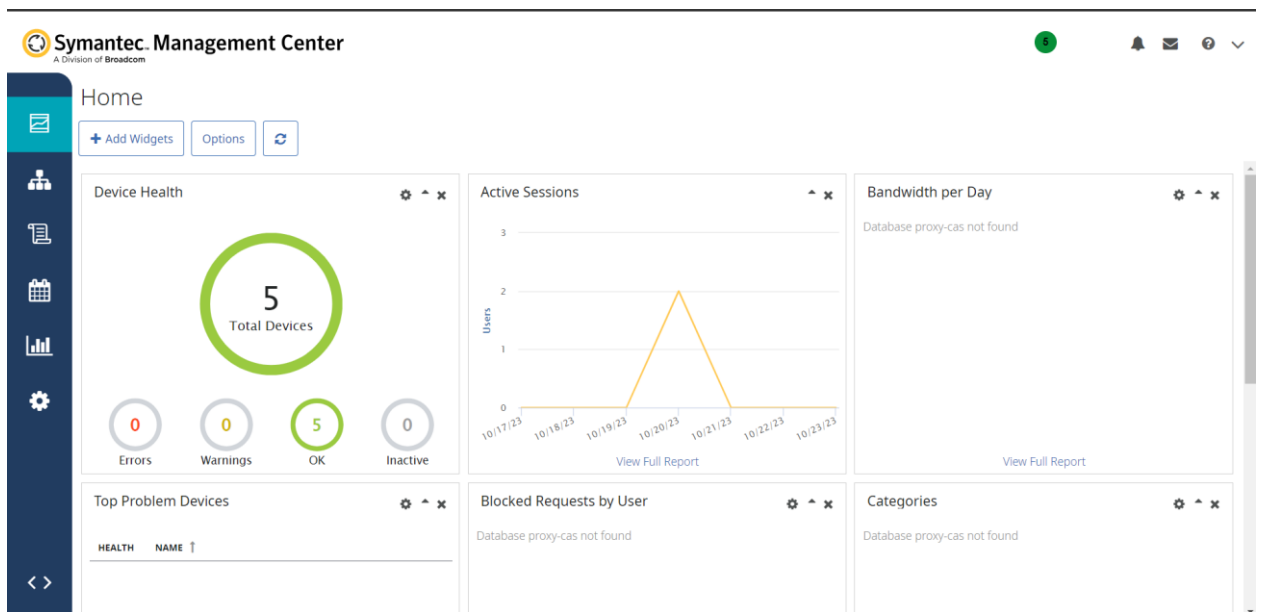 Symantec™ Management Center
A Division of Broadcom
5
Home
Add Widgets
Options
Device Health
5
Total Devices
0
Errors
0
Warnings
5
OK
0
Inactive
Active Sessions
3
2
1
0
Users
10/17/23
10/18/23
10/19/23
10/20/23
10/21/23
10/22/23
10/23/23
View Full Report
Bandwidth per Day
Database proxy-cas not found
View Full Report
Top Problem Devices
HEALTH NAME ↑
Blocked Requests by User
Database proxy-cas not found
Categories
Database proxy-cas not found